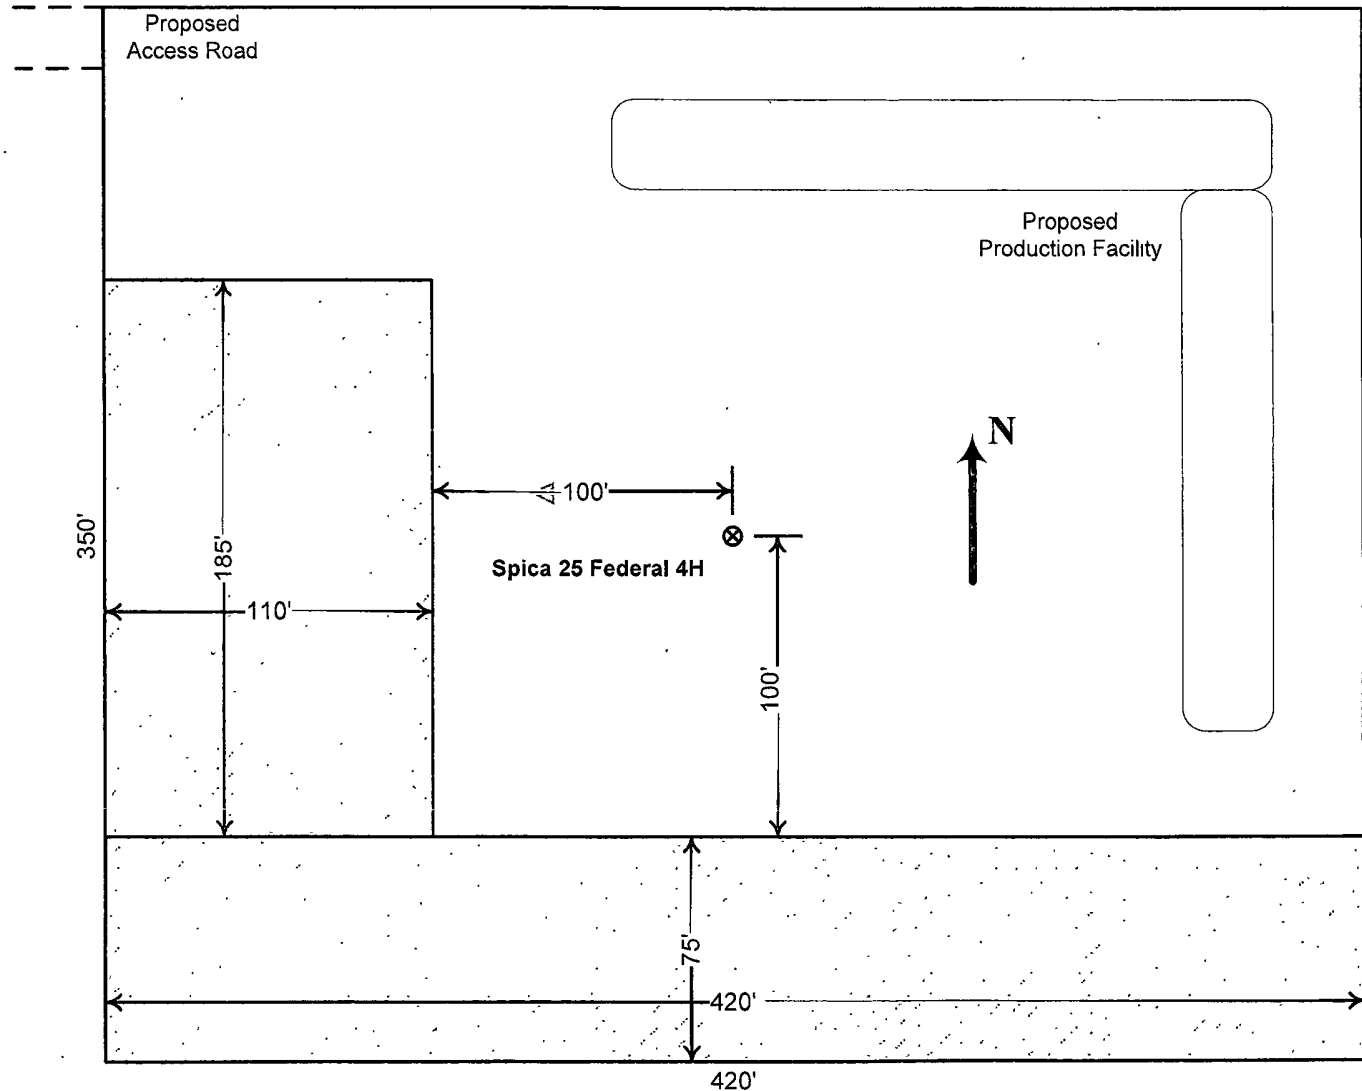 Proposed
Access Road
Proposed
Production Facility
N
100'
350'
185'
Spica 25 Federal 4H
110'
100'
75'
420'
420'